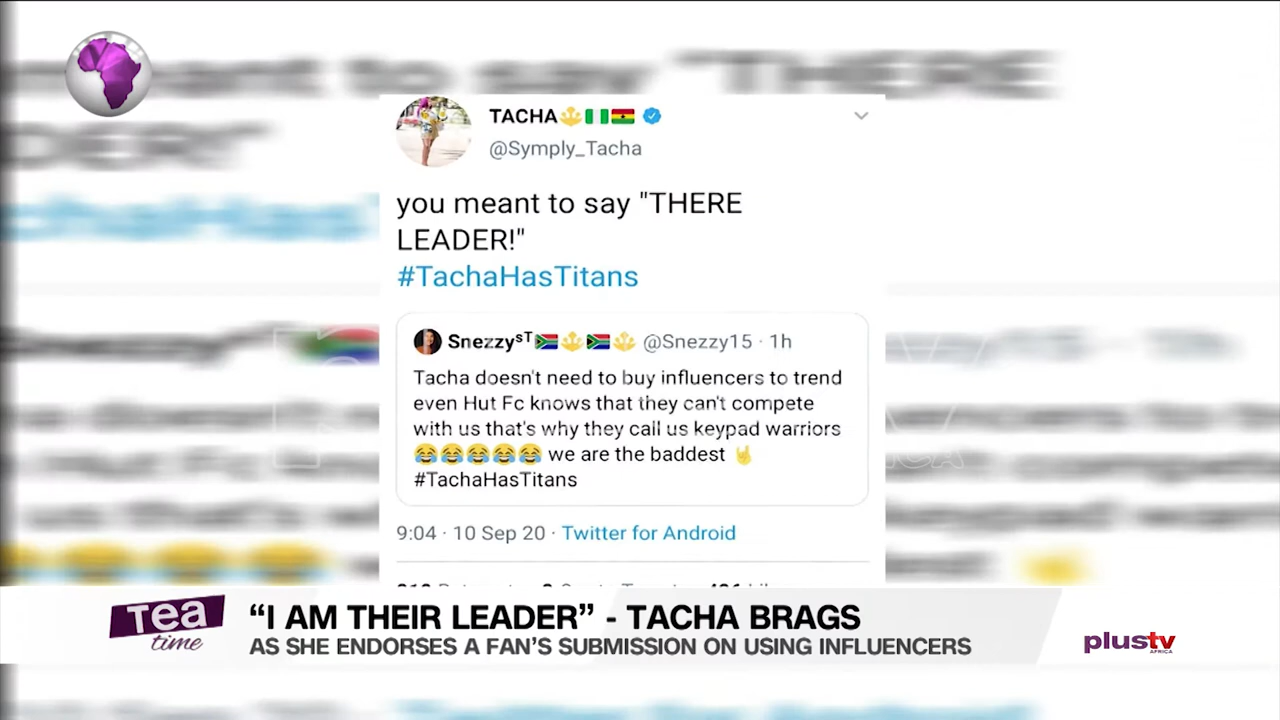 TACHA
@Symply_Tacha
you meant to say "THERE
LEADER!"
#TachaHasTitans
Snezzyˢᵀ @Snezzy15 · 1h
Tacha doesn't need to buy influencers to trend
even Hut Fc knows that they can't compete
with us that's why they call us keypad warriors
😂😂😂😂😂 we are the baddest 🤘
#TachaHasTitans
9:04 · 10 Sep 20 · Twitter for Android
Tea
time
“I AM THEIR LEADER” - TACHA BRAGS
AS SHE ENDORSES A FAN’S SUBMISSION ON USING INFLUENCERS
plustv
AFRICA